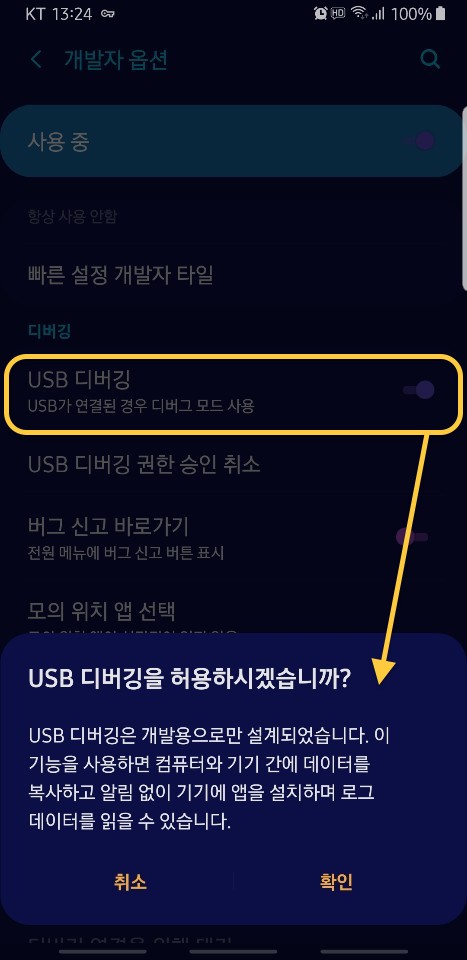 KT 13:24 HD 100%
개발자 옵션
사용 중
항상 사용 안함
빠른 설정 개발자 타일
디버깅
USB 디버깅
USB가 연결된 경우 디버그 모드 사용
USB 디버깅 권한 승인 취소
버그 신고 바로가기
전원 메뉴에 버그 신고 버튼 표시
모의 위치 앱 선택
USB 디버깅을 허용하시겠습니까?
USB 디버깅은 개발용으로만 설계되었습니다. 이
기능을 사용하면 컴퓨터와 기기 간에 데이터를
복사하고 알림 없이 기기에 앱을 설치하며 로그
데이터를 읽을 수 있습니다.
취소 확인